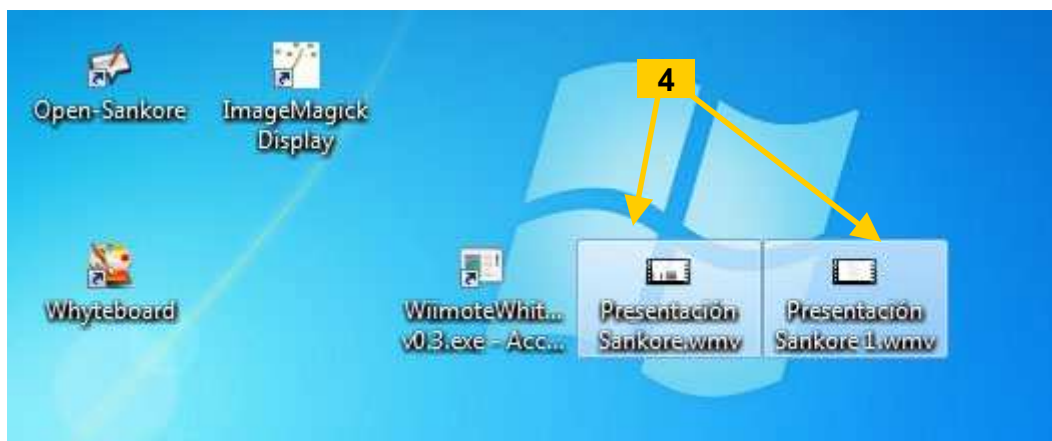 4
Open-Sankore
ImageMagick
Display
Whyteboard
WiimoteWhit...
v0.3.exe - Acc...
Presentación
Sankore.wmv
Presentación
Sankore 1.wmv